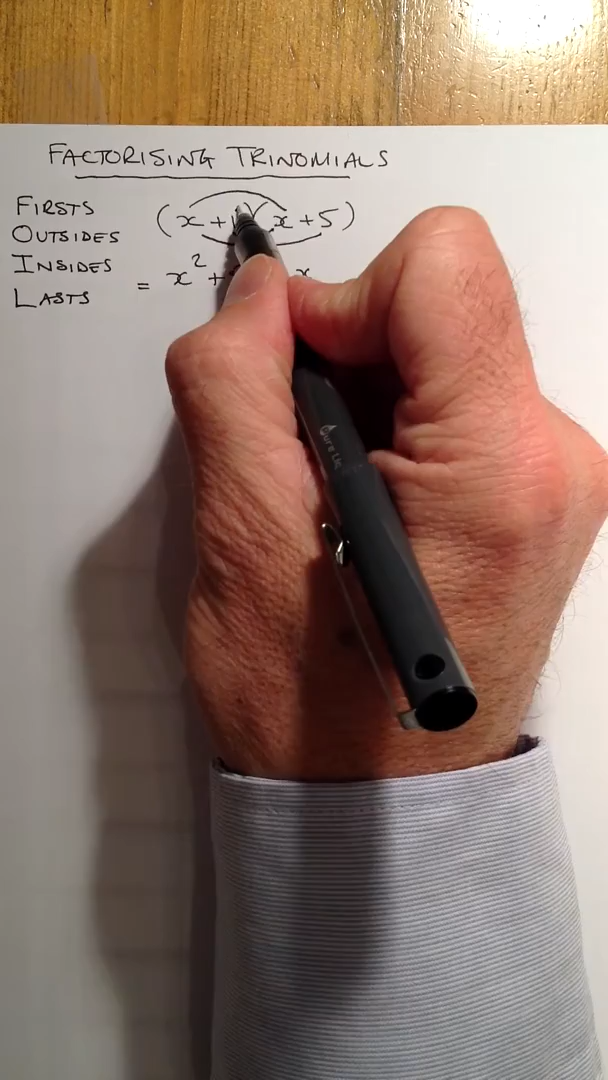 FACTORISING TRINOMIALS
FIRSTS
(x+1)(x+5)
OUTSIDES
INSIDES
= x² + x
LASTS